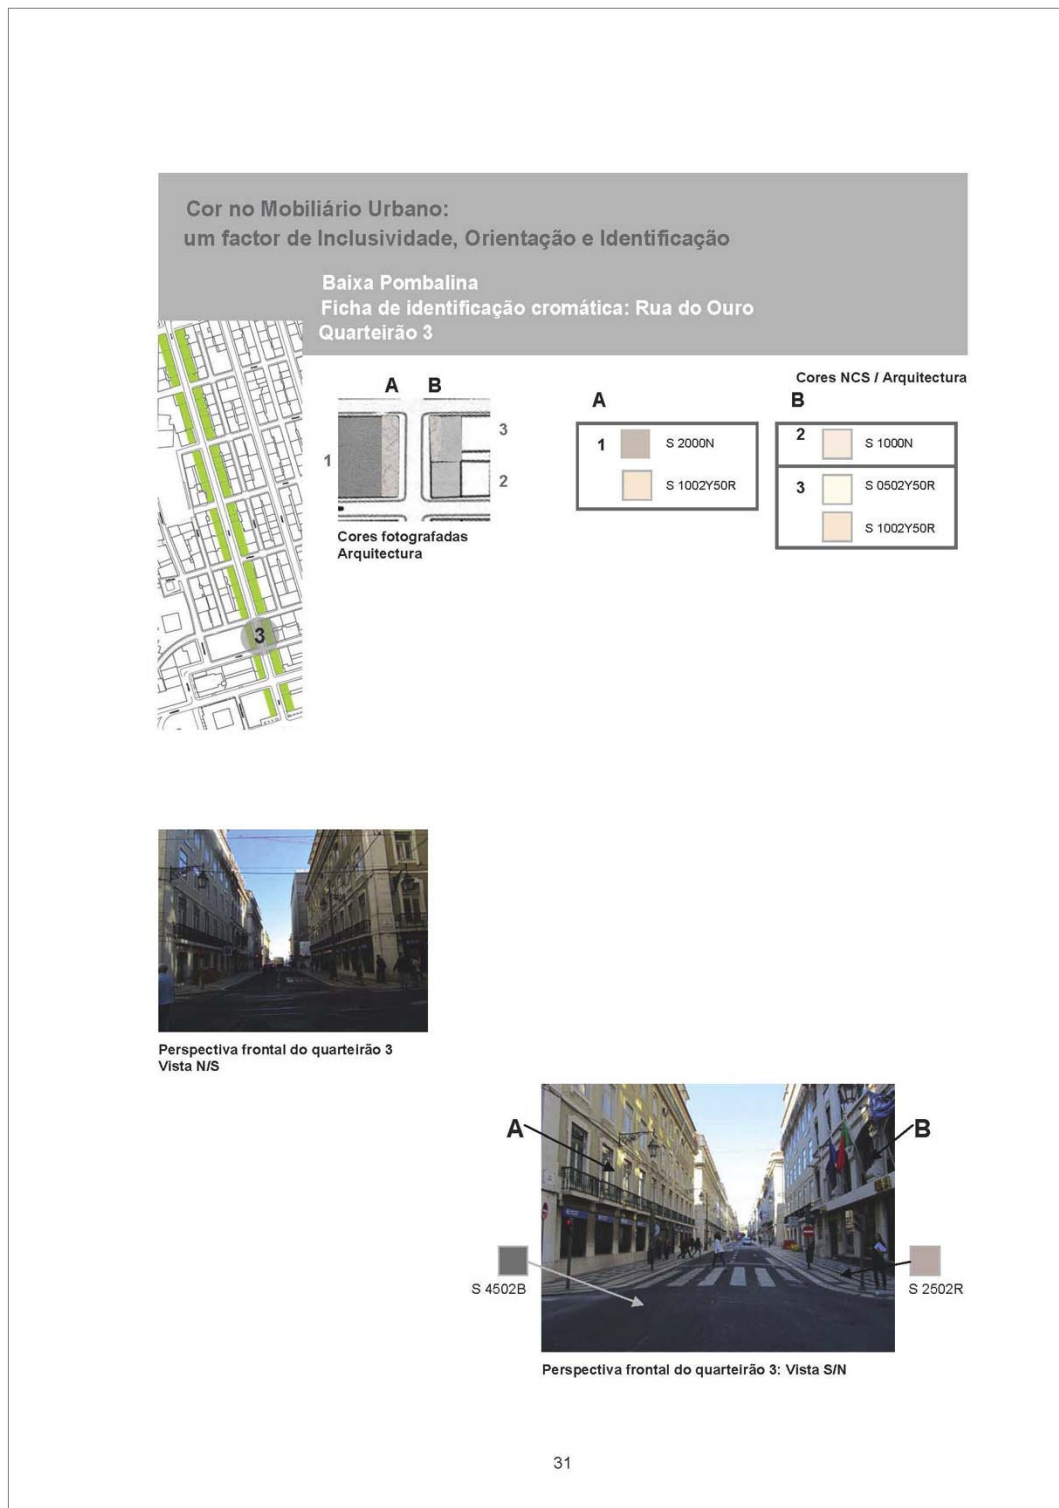 Cor no Mobiliário Urbano:
um factor de Inclusividade, Orientação e Identificação
Baixa Pombalina
Ficha de identificação cromática: Rua do Ouro
Quarteirão 3
3
A B
1
3
2
Cores fotografadas
Arquitectura
Cores NCS / Arquitectura
A
1 S 2000N
S 1002Y50R
B
2 S 1000N
3 S 0502Y50R
S 1002Y50R
Perspectiva frontal do quarteirão 3
Vista N/S
A
B
S 4502B
S 2502R
Perspectiva frontal do quarteirão 3: Vista S/N
31